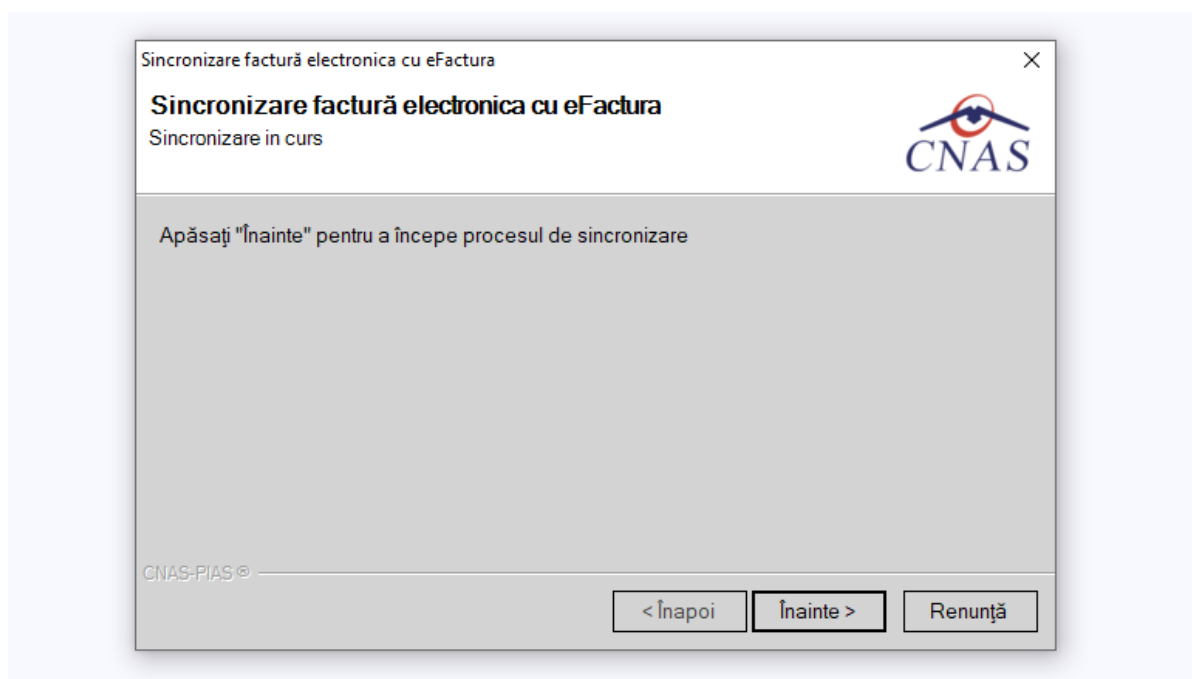 Sincronizare factură electronica cu eFactura
Sincronizare factură electronica cu eFactura
Sincronizare in curs
CNAS
Apăsaţi "Înainte" pentru a începe procesul de sincronizare
CNAS-PIAS ®
< Înapoi
Înainte >
Renunţă